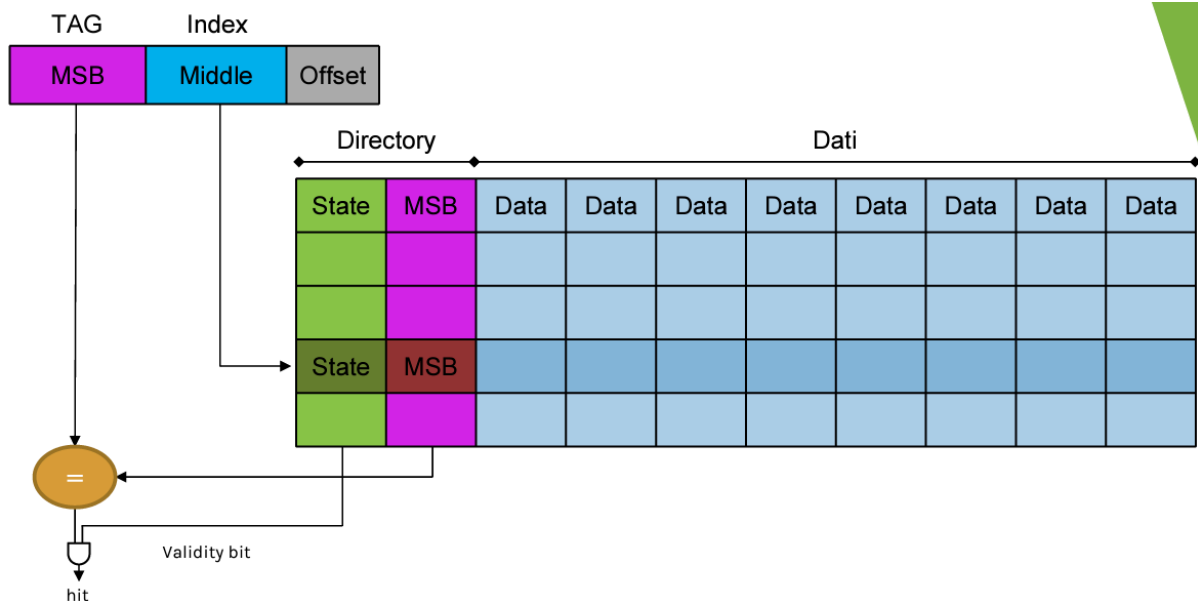 TAG Index
MSB Middle Offset
Directory Dati
State MSB Data Data Data Data Data Data Data Data
State MSB
=
Validity bit
hit